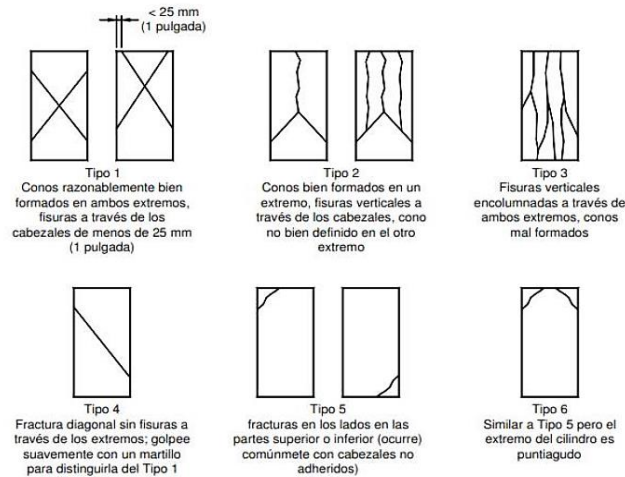 < 25 mm
(1 pulgada)
Tipo 1
Conos razonablemente bien
formados en ambos extremos,
fisuras a través de los
cabezales de menos de 25 mm
(1 pulgada)
Tipo 2
Conos bien formados en un
extremo, fisuras verticales a
través de los cabezales, cono
no bien definido en el otro
extremo
Tipo 3
Fisuras verticales
encolumnadas a través de
ambos extremos, conos
mal formados
Tipo 4
Fractura diagonal sin fisuras a
través de los extremos; golpee
suavemente con un martillo
para distinguirla del Tipo 1
Tipo 5
fracturas en los lados en las
partes superior o inferior (ocurre)
comúnmete con cabezales no
adheridos)
Tipo 6
Similar a Tipo 5 pero el
extremo del cilindro es
puntiagudo